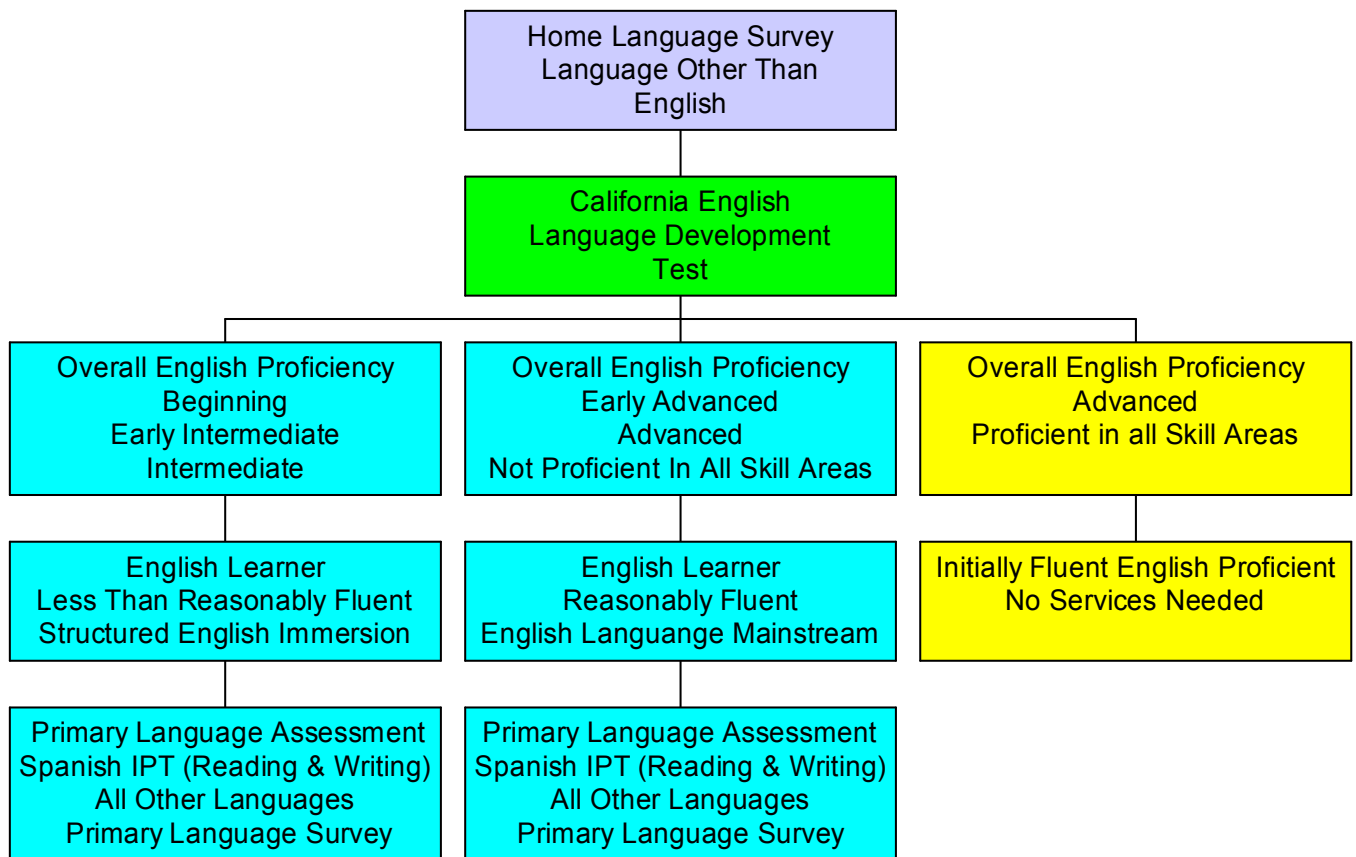 Home Language Survey
Language Other Than
English
California English
Language Development
Test
Overall English Proficiency
Beginning
Early Intermediate
Intermediate
Overall English Proficiency
Early Advanced
Advanced
Not Proficient In All Skill Areas
Overall English Proficiency
Advanced
Proficient in all Skill Areas
English Learner
Less Than Reasonably Fluent
Structured English Immersion
English Learner
Reasonably Fluent
English Languange Mainstream
Initially Fluent English Proficient
No Services Needed
Primary Language Assessment
Spanish IPT (Reading & Writing)
All Other Languages
Primary Language Survey
Primary Language Assessment
Spanish IPT (Reading & Writing)
All Other Languages
Primary Language Survey